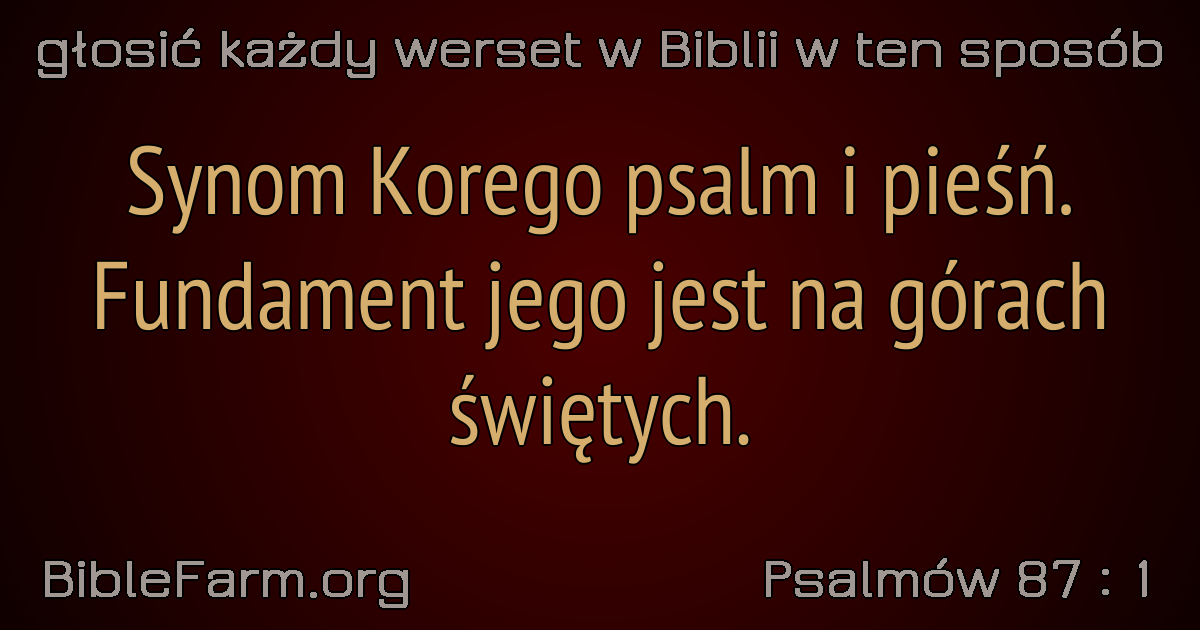 głosić każdy werset w Biblii w ten sposób
Synom Korego psalm i pieśń.
Fundament jego jest na górach
świętych.
BibleFarm.org
Psalmów 87 : 1